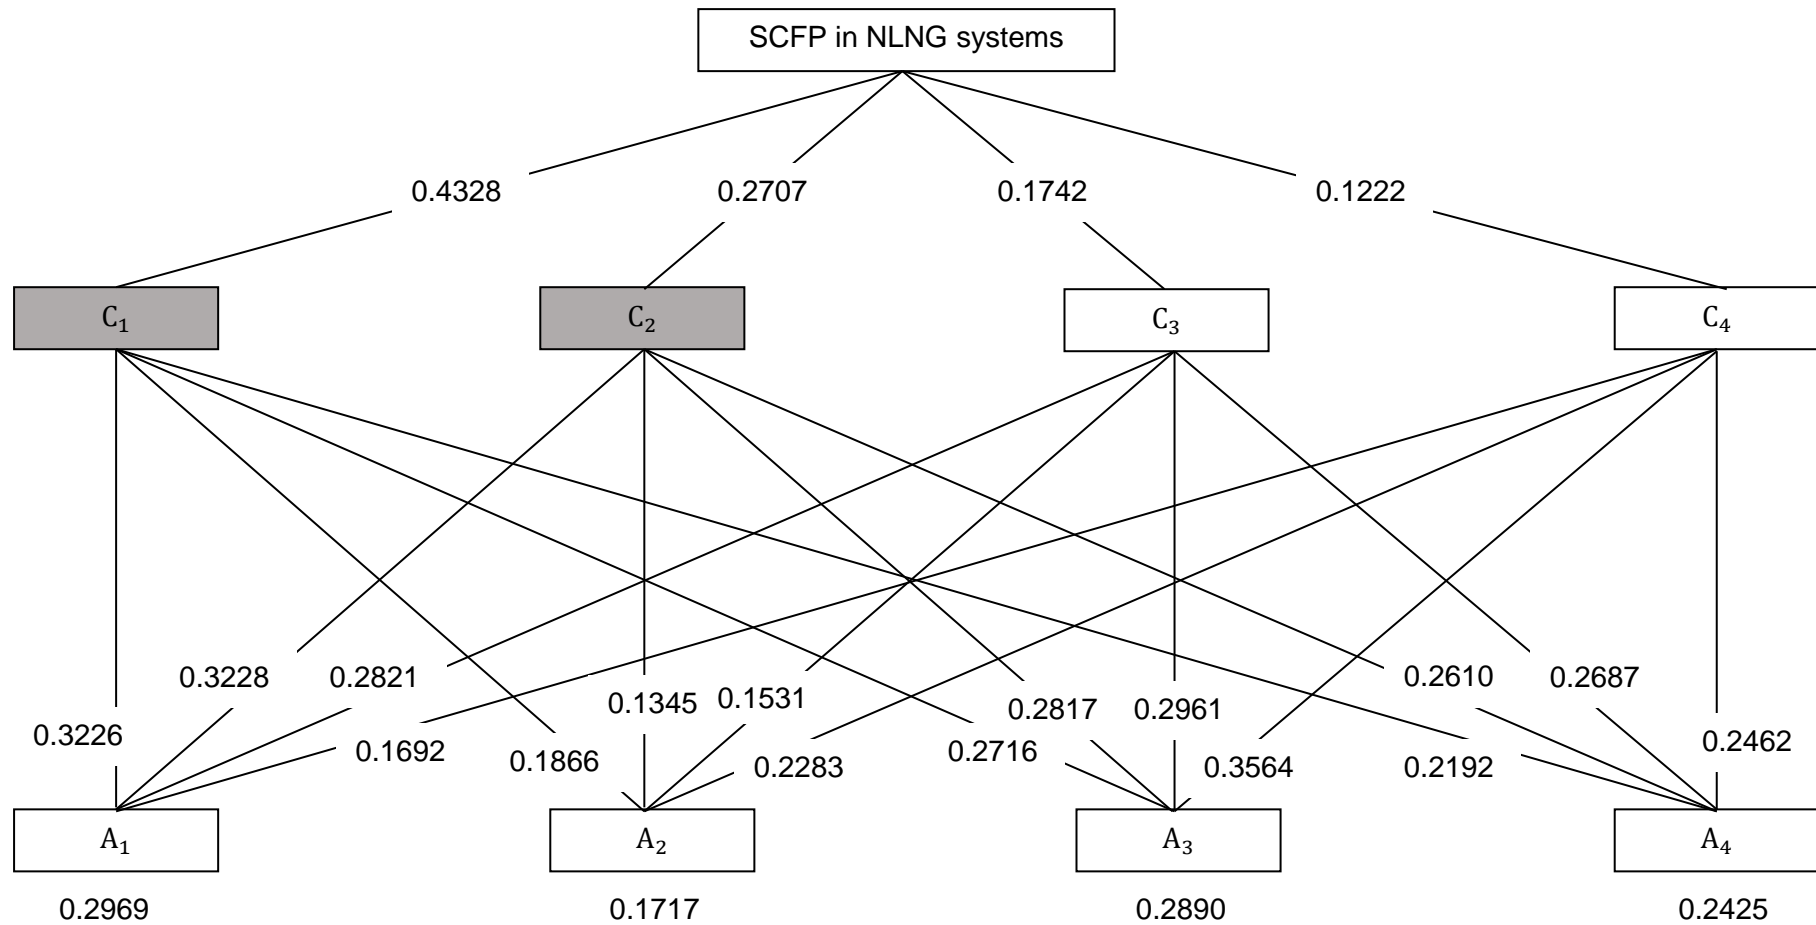 SCFP in NLNG systems
0.4328
0.2707
0.1742
0.1222
C₁
C₂
C₃
C₄
0.3228
0.2821
0.2610
0.2687
0.1345
0.1531
0.2817
0.2961
0.3226
0.1692
0.1866
0.2283
0.2716
0.3564
0.2192
0.2462
A₁
A₂
A₃
A₄
0.2969
0.1717
0.2890
0.2425